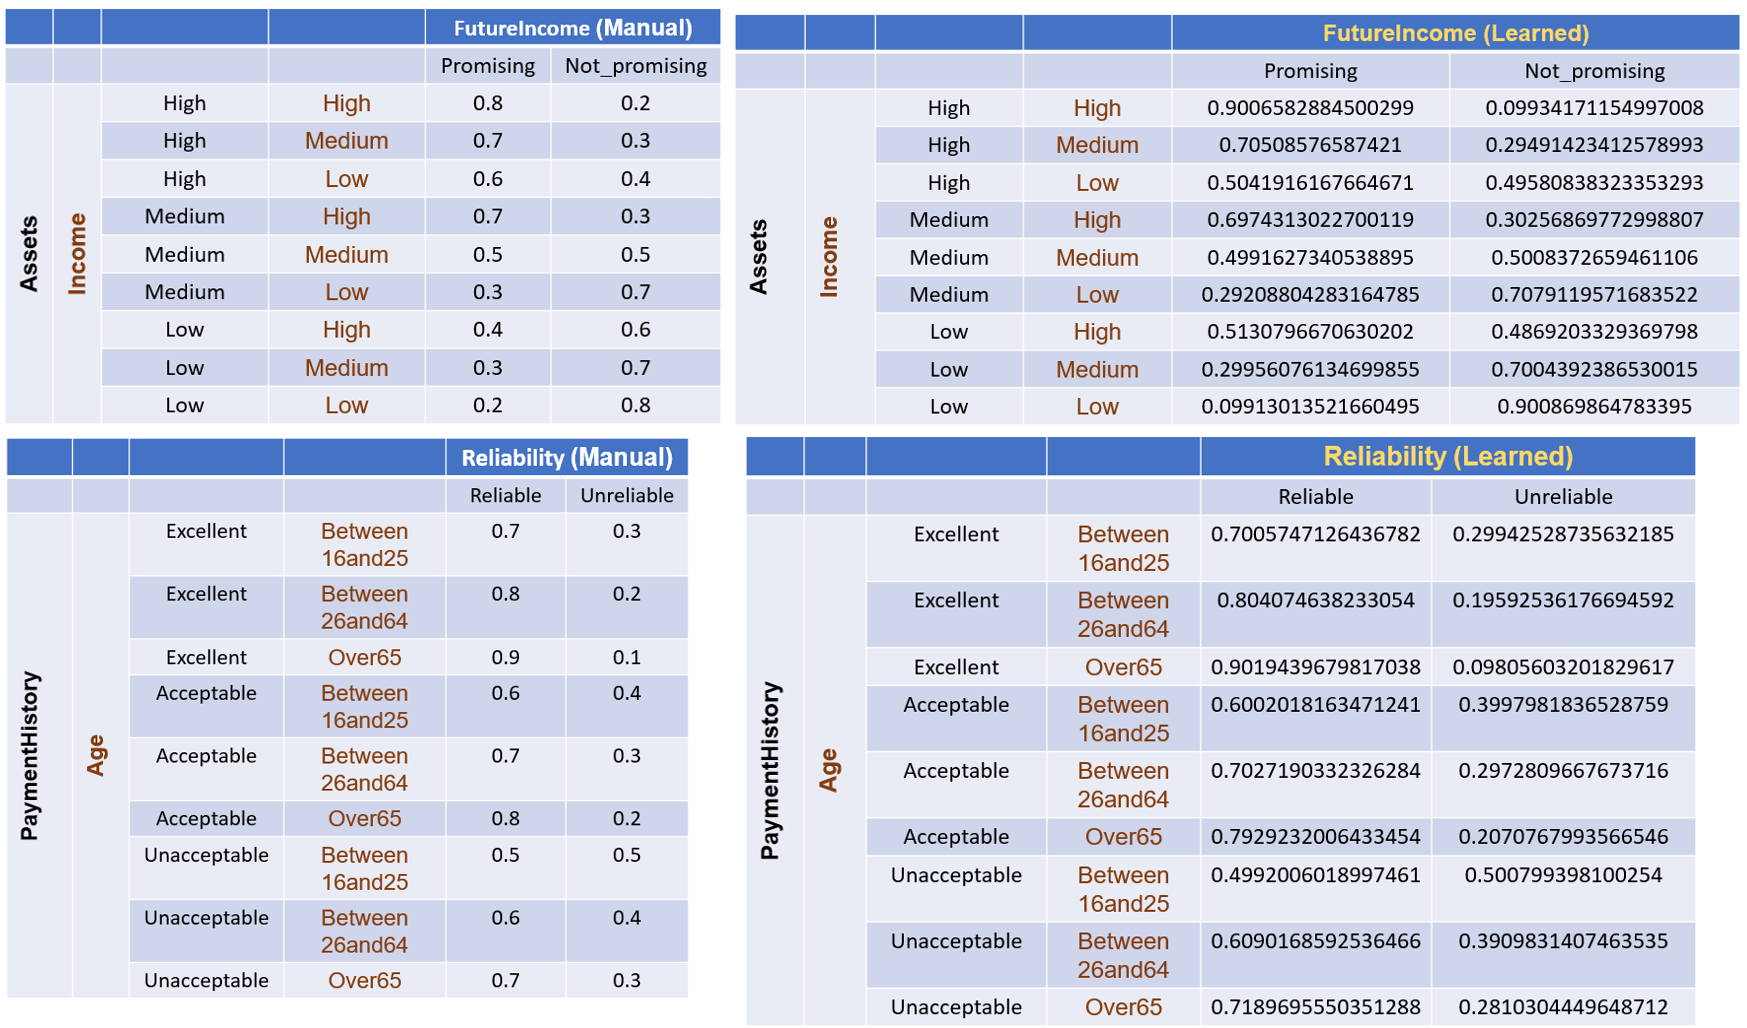 FutureIncome (Manual)
Promising Not_promising
Assets
Income
High High 0.8 0.2
High Medium 0.7 0.3
High Low 0.6 0.4
Medium High 0.7 0.3
Medium Medium 0.5 0.5
Medium Low 0.3 0.7
Low High 0.4 0.6
Low Medium 0.3 0.7
Low Low 0.2 0.8
FutureIncome (Learned)
Promising Not_promising
Assets
Income
High High 0.9006582884500299 0.09934171154997008
High Medium 0.70508576587421 0.29491423412578993
High Low 0.5041916167664671 0.49580838323353293
Medium High 0.6974313022700119 0.30256869772998807
Medium Medium 0.4991627340538895 0.5008372659461106
Medium Low 0.29208804283164785 0.7079119571683522
Low High 0.5130796670630202 0.4869203329369798
Low Medium 0.29956076134699855 0.7004392386530015
Low Low 0.09913013521660495 0.900869864783395
Reliability (Manual)
Reliable Unreliable
PaymentHistory
Age
Excellent Between 0.7 0.3
16and25
Excellent Between 0.8 0.2
26and64
Excellent Over65 0.9 0.1
Acceptable Between 0.6 0.4
16and25
Acceptable Between 0.7 0.3
26and64
Acceptable Over65 0.8 0.2
Unacceptable Between 0.5 0.5
16and25
Unacceptable Between 0.6 0.4
26and64
Unacceptable Over65 0.7 0.3
Reliability (Learned)
Reliable Unreliable
PaymentHistory
Age
Excellent Between 0.7005747126436782 0.29942528735632185
16and25
Excellent Between 0.804074638233054 0.19592536176694592
26and64
Excellent Over65 0.9019439679817038 0.09805603201829617
Acceptable Between 0.6002018163471241 0.3997981836528759
16and25
Acceptable Between 0.7027190332326284 0.2972809667673716
26and64
Acceptable Over65 0.7929232006433454 0.2070767993566546
Unacceptable Between 0.4992006018997461 0.500799398100254
16and25
Unacceptable Between 0.6090168592536466 0.3909831407463535
26and64
Unacceptable Over65 0.7189695550351288 0.2810304449648712